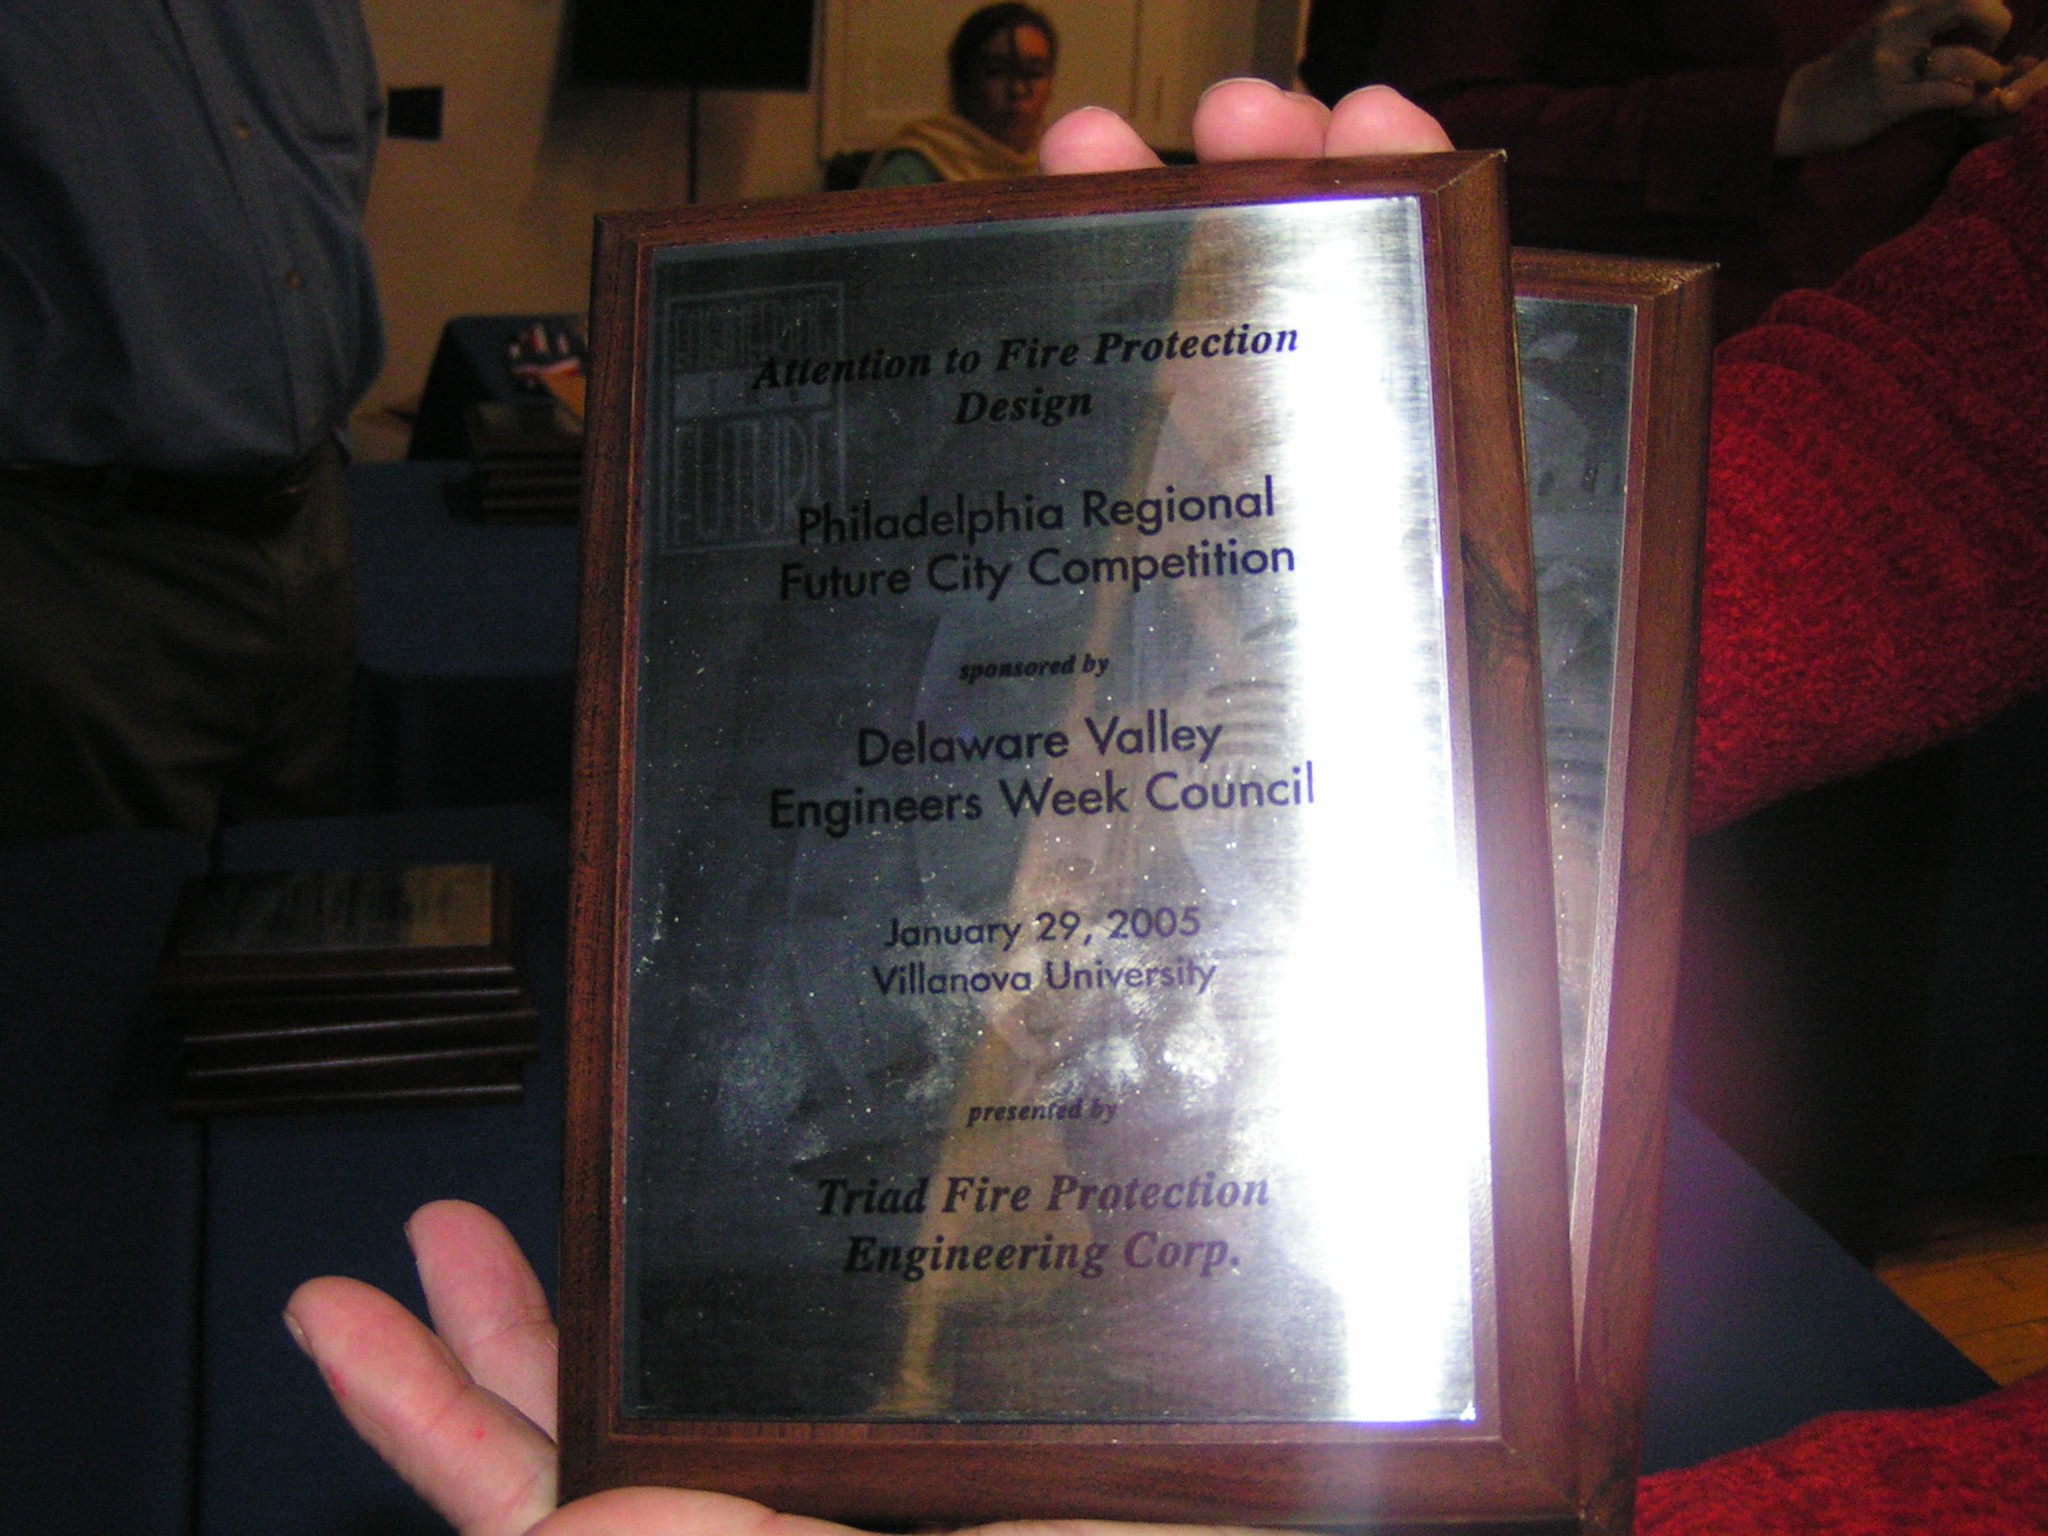 Attention to Fire Protection
Design
Philadelphia Regional
Future City Competition
sponsored by
Delaware Valley
Engineers Week Council
January 29, 2005
Villanova University
presented by
Triad Fire Protection
Engineering Corp.
FUTURE